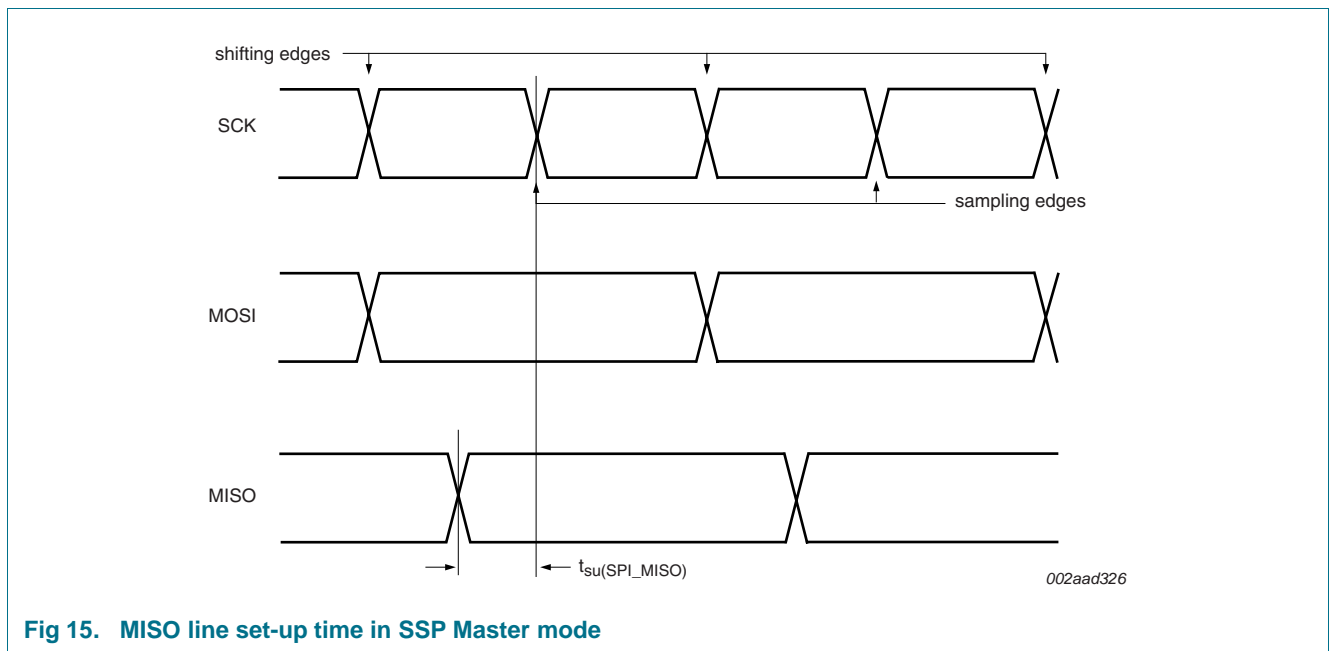 shifting edges
SCK
sampling edges
MOSI
MISO
tsu(SPI_MISO)
002aad326
Fig 15. MISO line set-up time in SSP Master mode